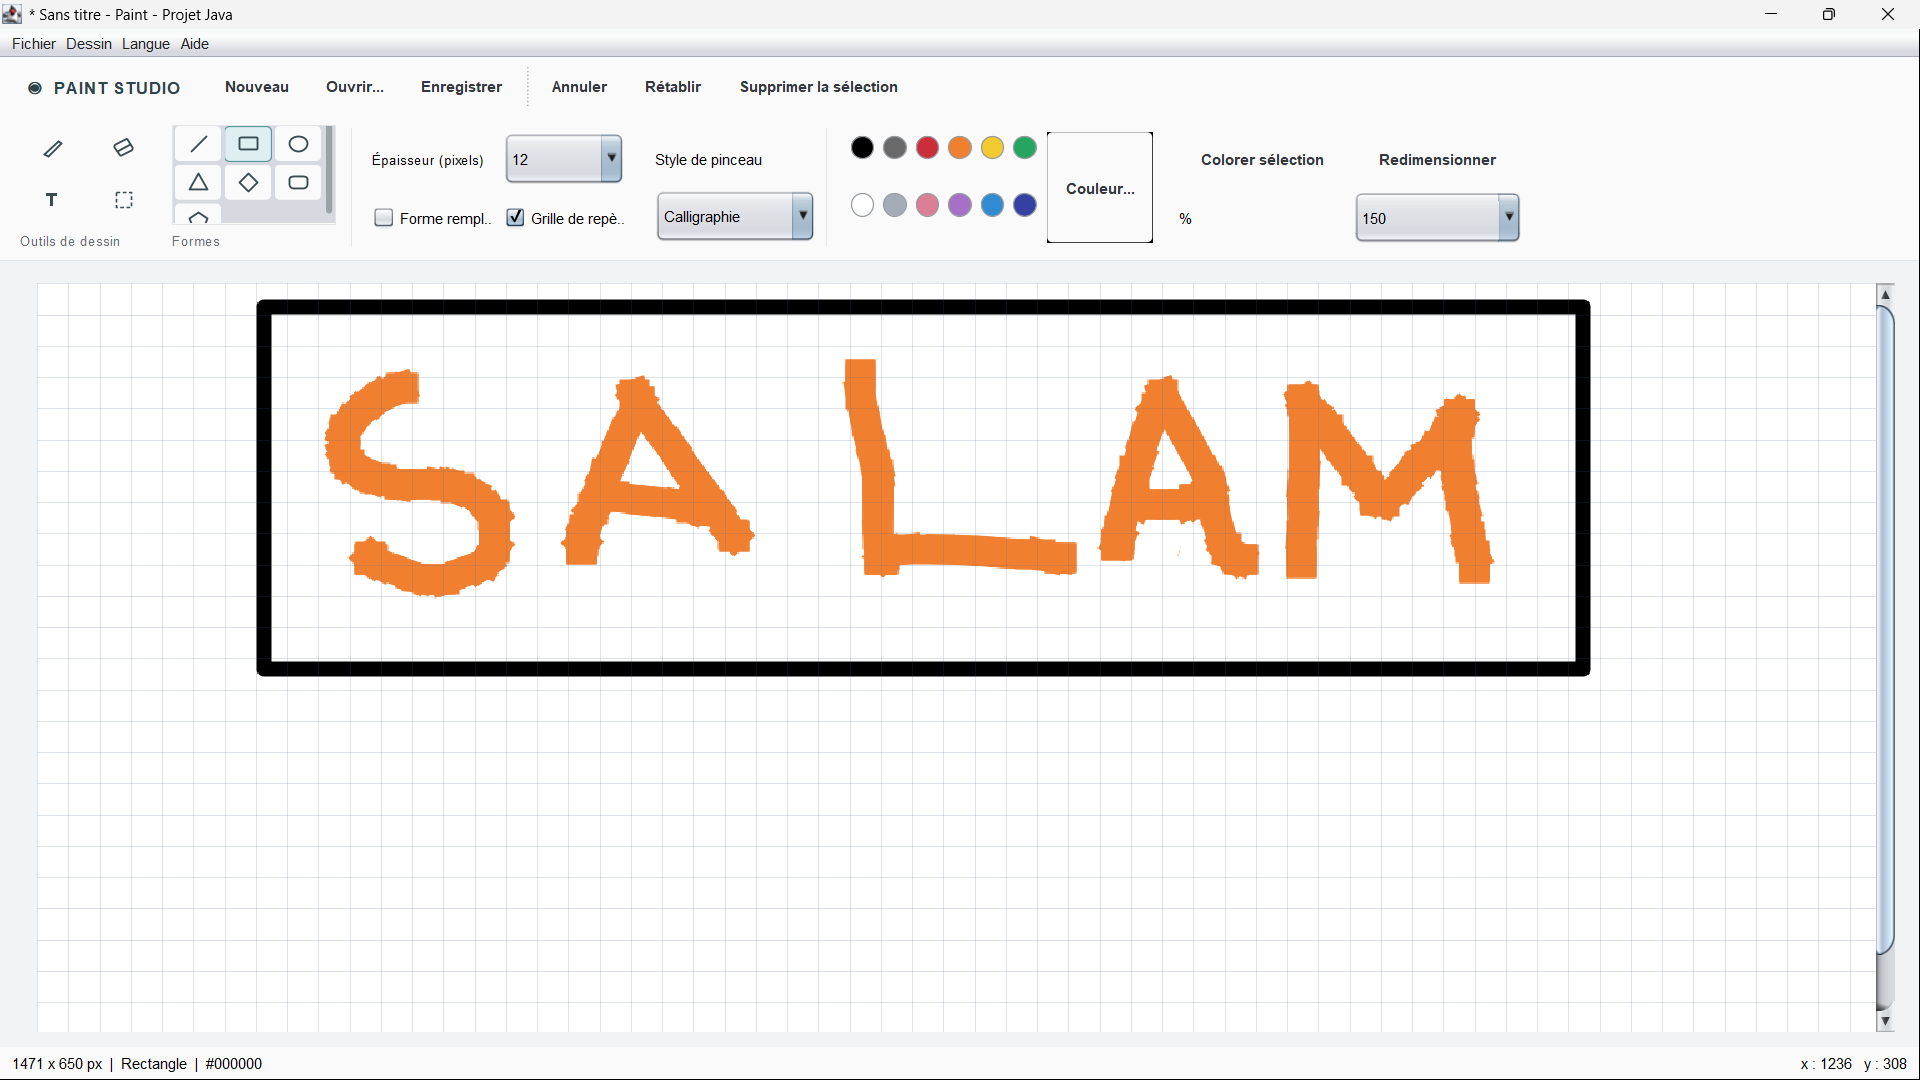 * Sans titre - Paint - Projet Java
Fichier Dessin Langue Aide
PAINT STUDIO Nouveau Ouvrir... Enregistrer Annuler Rétablir Supprimer la sélection
T
Outils de dessin
Formes
Épaisseur (pixels) 12
Forme rempl.. Grille de repè..
Style de pinceau
Calligraphie
Couleur...
Colorer sélection Redimensionner
% 150
SALAM
1471 x 650 px | Rectangle | #000000
x : 1236 y : 308